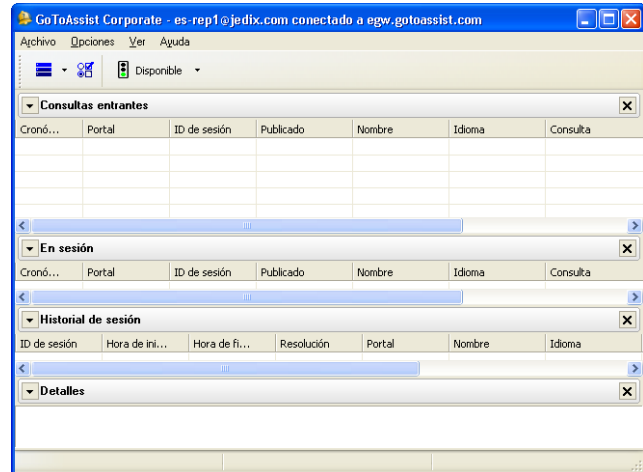 GoToAssist Corporate - es-rep1@jedix.com conectado a egw.gotoassist.com
Archivo Opciones Ver Ayuda
Disponible
Consultas entrantes
Cronó... Portal ID de sesión Publicado Nombre Idioma Consulta
En sesión
Cronó... Portal ID de sesión Publicado Nombre Idioma Consulta
Historial de sesión
ID de sesión Hora de ini... Hora de fi... Resolución Portal Nombre Idioma
Detalles